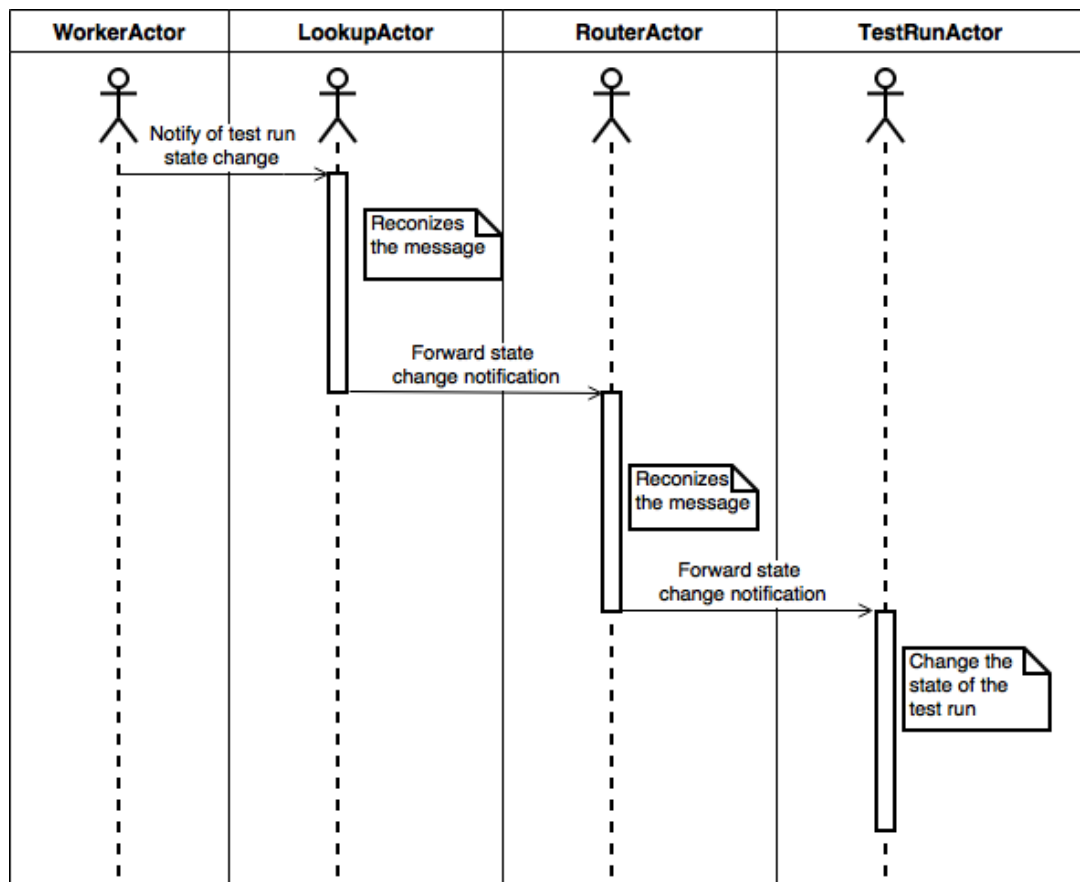 WorkerActor
LookupActor
RouterActor
TestRunActor
Notify of test run
state change
Reconizes
the message
Forward state
change notification
Reconizes
the message
Forward state
change notification
Change the
state of the
test run